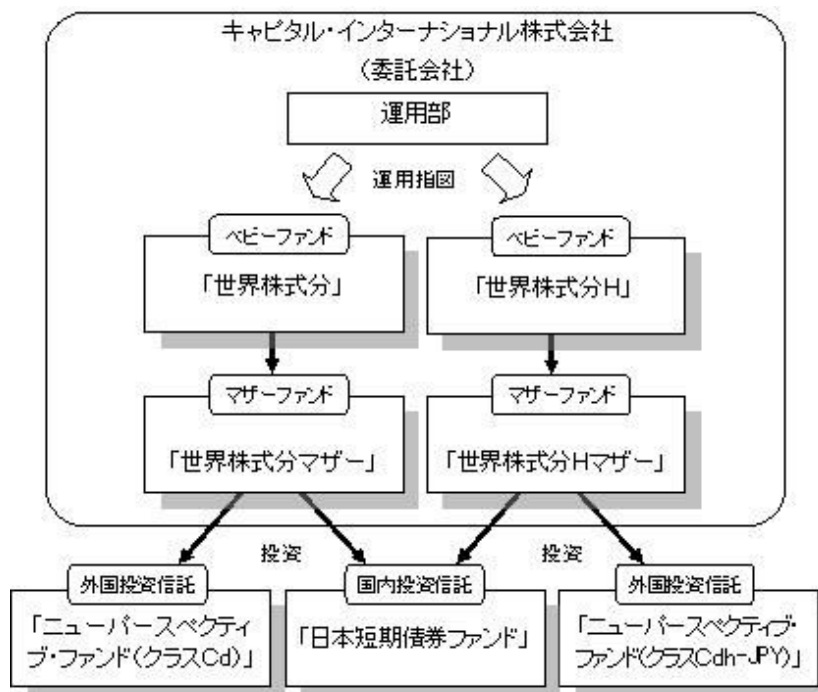 キャピタル・インターナショナル株式会社
（委託会社）
運用部
運用指図
ベビーファンド
ベビーファンド
「世界株式分」
「世界株式分H」
マザーファンド
マザーファンド
「世界株式分マザー」
「世界株式分Hマザー」
投資
投資
外国投資信託
国内投資信託
外国投資信託
「ニューパースペクティ
ブ・ファンド(クラスCd)」
「日本短期債券ファンド」
「ニューパースペクティブ・
ファンド(クラスCdh-JPY)」